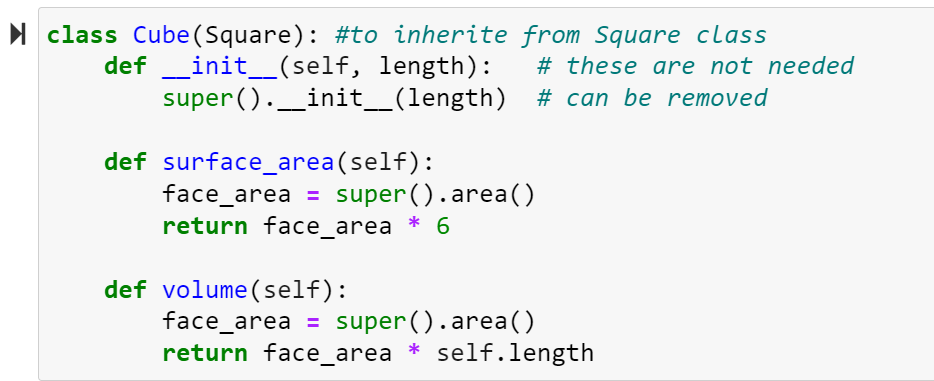 class Cube(Square): #to inherite from Square class
    def __init__(self, length):   # these are not needed
        super().__init__(length)  # can be removed

    def surface_area(self):
        face_area = super().area()
        return face_area * 6

    def volume(self):
        face_area = super().area()
        return face_area * self.length